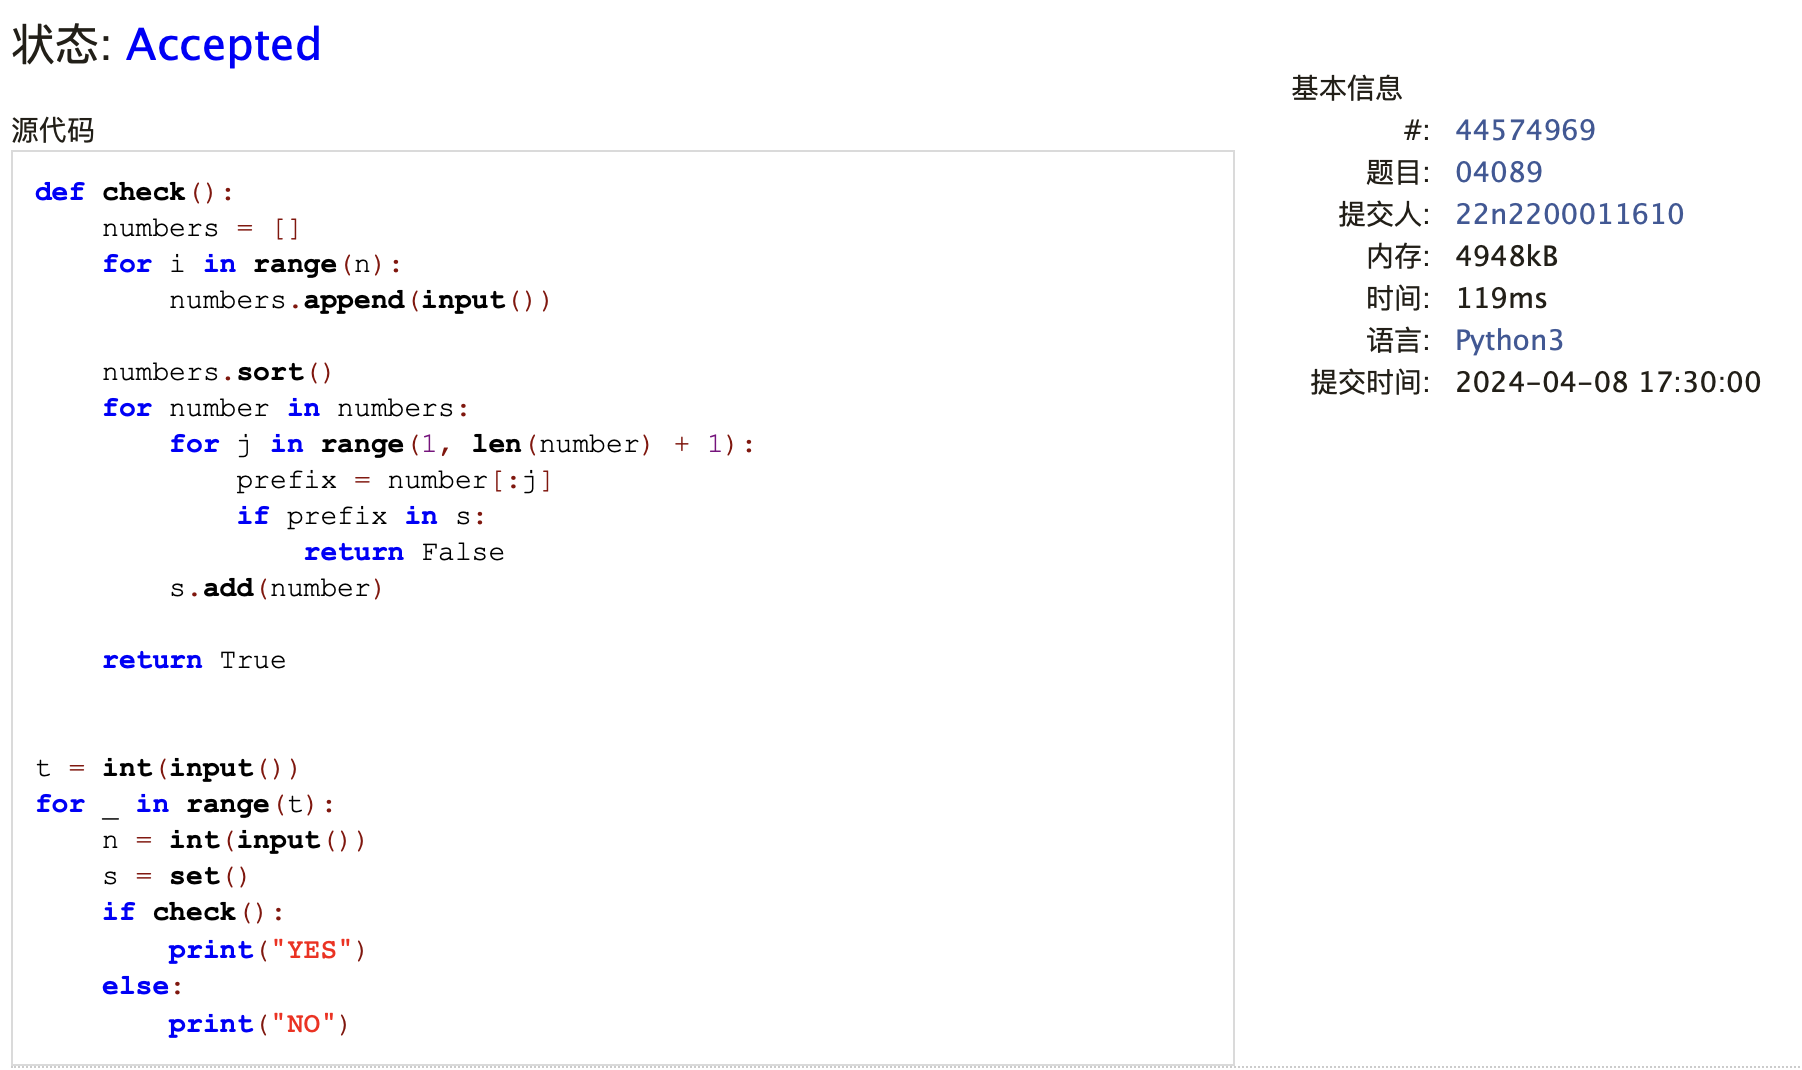 状态: Accepted
源代码
def check():
    numbers = []
    for i in range(n):
        numbers.append(input())

    numbers.sort()
    for number in numbers:
        for j in range(1, len(number) + 1):
            prefix = number[:j]
            if prefix in s:
                return False
        s.add(number)

    return True


t = int(input())
for _ in range(t):
    n = int(input())
    s = set()
    if check():
        print("YES")
    else:
        print("NO")
基本信息
#: 44574969
题目: 04089
提交人: 22n2200011610
内存: 4948kB
时间: 119ms
语言: Python3
提交时间: 2024-04-08 17:30:00